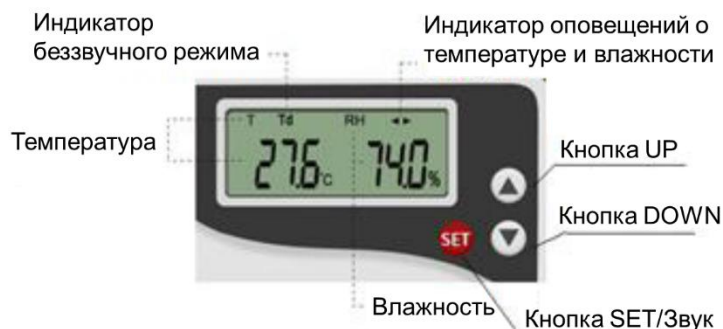 Индикатор
беззвучного режима
Индикатор оповещений о
температуре и влажности
T Td RH ◄►
Температура
27.6°C 74.0%
Кнопка UP
Кнопка DOWN
SET
Влажность
Кнопка SET/Звук